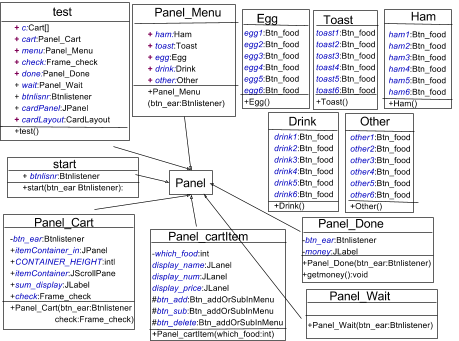 test
+ c:Cart[]
+ cart:Panel_Cart
+ menu:Panel_Menu
+ check:Frame_check
+ done:Panel_Done
+ wait:Panel_Wait
+ btnlisnr:Btnlistener
+ cardPanel:JPanel
+ cardLayout:CardLayout
+test()
Panel_Menu
+ ham:Ham
+ toast:Toast
+ egg:Egg
+ drink:Drink
+ other:Other
+Panel_Menu
(btn_ear:Btnlistener)
Egg
egg1:Btn_food
egg2:Btn_food
egg3:Btn_food
egg4:Btn_food
egg5:Btn_food
egg6:Btn_food
+Egg()
Toast
toast1:Btn_food
toast2:Btn_food
toast3:Btn_food
toast4:Btn_food
toast5:Btn_food
toast6:Btn_food
+Toast()
Ham
ham1:Btn_food
ham2:Btn_food
ham3:Btn_food
ham4:Btn_food
ham5:Btn_food
ham6:Btn_food
+Ham()
Drink
drink1:Btn_food
drink2:Btn_food
drink3:Btn_food
drink4:Btn_food
drink5:Btn_food
drink6:Btn_food
+Drink()
Other
other1:Btn_food
other2:Btn_food
other3:Btn_food
other4:Btn_food
other5:Btn_food
other6:Btn_food
+Other()
start
+ btnlisnr:Btnlistener
+start(btn_ear Btnlistener):
Panel
Panel_Cart
-btn_ear:Btnlistener
+itemContainer_in:JPanel
+CONTAINER_HEIGHT:intl
+itemContainer:JScrollPane
+sum_display:JLabel
+check:Frame_check
+Panel_Cart(btn_ear:Btnlistener
check:Frame_check)
Panel_cartItem
-which_food:int
display_name:JLanel
display_num:JLanel
display_price:JLanel
#btn_add:Btn_addOrSubInMenu
#btn_sub:Btn_addOrSubInMenu
#btn_delete:Btn_addOrSubInMenu
+Panel_cartItem(which_food:int)
Panel_Done
-btn_ear:Btnlistener
-money:JLabel
+Panel_Done(btn_ear:Btnlistener)
+getmoney():void
Panel_Wait
+Panel_Wait(btn_ear:Btnlistener)